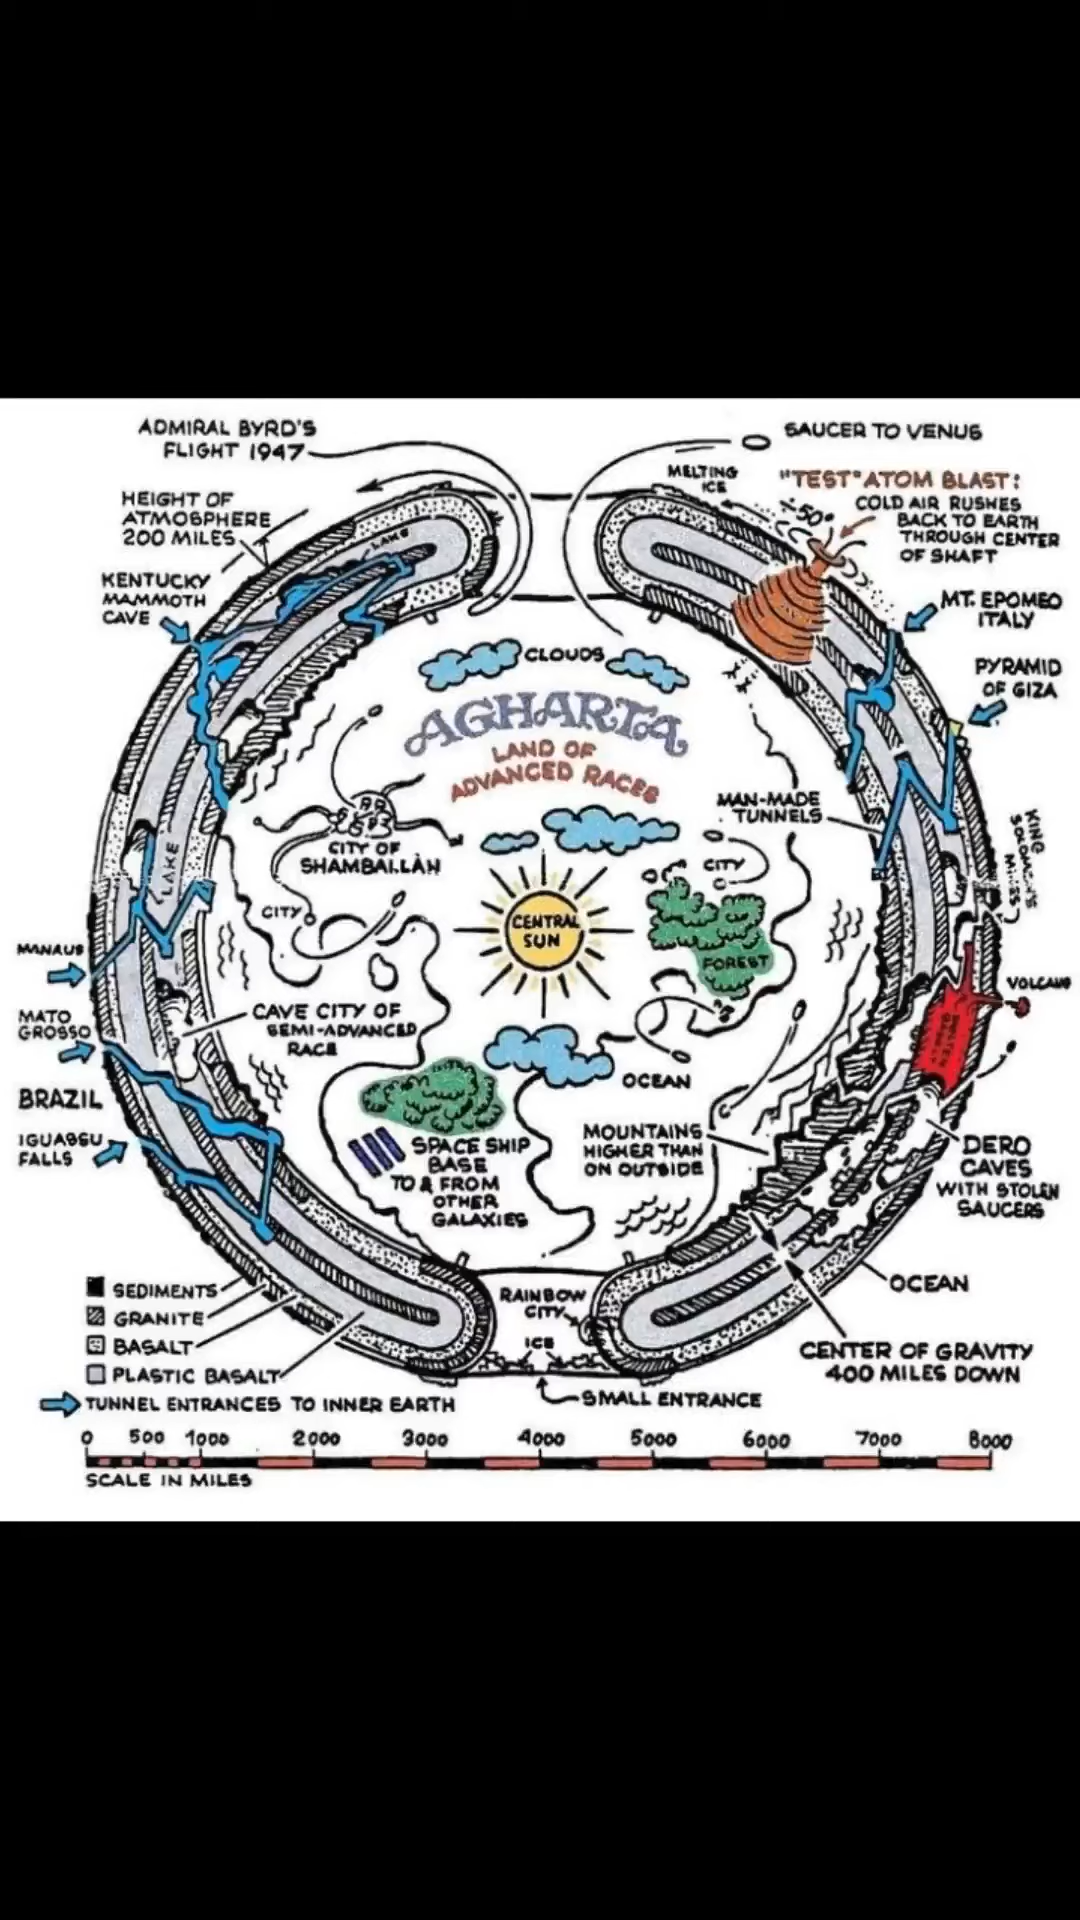 ADMIRAL BYRD'S
FLIGHT 1947
SAUCER TO VENUS
MELTING
ICE
"TEST" ATOM BLAST:
COLD AIR RUSHES
BACK TO EARTH
THROUGH CENTER
OF SHAFT
-50°
HEIGHT OF
ATMOSPHERE
200 MILES
LAKE
KENTUCKY
MAMMOTH
CAVE
MT. EPOMEO
ITALY
PYRAMID
OF GIZA
CLOUDS
AGHARTA
LAND OF
ADVANCED RACES
MAN-MADE
TUNNELS
KING
SOLOMON'S
MINES
CITY OF
SHAMBALLAH
LAKE
CITY
CITY
CENTRAL
SUN
FOREST
MANAUS
VOLCANO
MATO
GROSSO
CAVE CITY OF
SEMI-ADVANCED
RACE
OCEAN
BRAZIL
IGUASSU
FALLS
SPACE SHIP
BASE
TO & FROM
OTHER
GALAXIES
MOUNTAINS
HIGHER THAN
ON OUTSIDE
DERO
CAVES
WITH STOLEN
SAUCERS
OCEAN
SEDIMENTS
GRANITE
BASALT
PLASTIC BASALT
TUNNEL ENTRANCES TO INNER EARTH
RAINBOW
CITY
ICE
SMALL ENTRANCE
CENTER OF GRAVITY
400 MILES DOWN
0 500 1000 2000 3000 4000 5000 6000 7000 8000
SCALE IN MILES